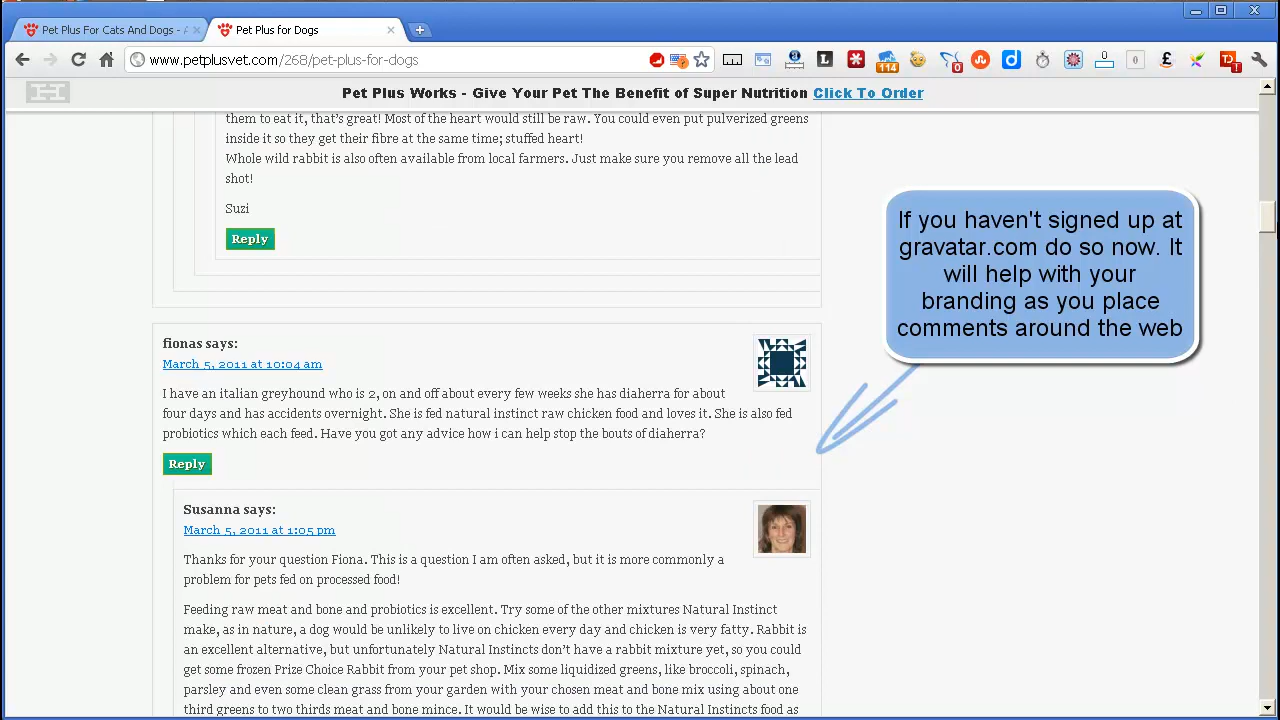 Pet Plus For Cats And Dogs - A
Pet Plus for Dogs
www.petplusvet.com/268/pet-plus-for-dogs
114
0
0
0
1
Pet Plus Works - Give Your Pet The Benefit of Super Nutrition Click To Order
them to eat it, that's great! Most of the heart would still be raw. You could even put pulverized greens
inside it so they get their fibre at the same time; stuffed heart!
Whole wild rabbit is also often available from local farmers. Just make sure you remove all the lead
shot!
Suzi
Reply
If you haven't signed up at
gravatar.com do so now. It
will help with your
branding as you place
comments around the web
fionas says:
March 5, 2011 at 10:04 am
I have an italian greyhound who is 2, on and off about every few weeks she has diaherra for about
four days and has accidents overnight. She is fed natural instinct raw chicken food and loves it. She is also fed
probiotics which each feed. Have you got any advice how i can help stop the bouts of diaherra?
Reply
Susanna says:
March 5, 2011 at 1:05 pm
Thanks for your question Fiona. This is a question I am often asked, but it is more commonly a
problem for pets fed on processed food!
Feeding raw meat and bone and probiotics is excellent. Try some of the other mixtures Natural Instinct
make, as in nature, a dog would be unlikely to live on chicken every day and chicken is very fatty. Rabbit is
an excellent alternative, but unfortunately Natural Instincts don't have a rabbit mixture yet, so you could
get some frozen Prize Choice Rabbit from your pet shop. Mix some liquidized greens, like broccoli, spinach,
parsley and even some clean grass from your garden with your chosen meat and bone mix using about one
third greens to two thirds meat and bone mince. It would be wise to add this to the Natural Instincts food as